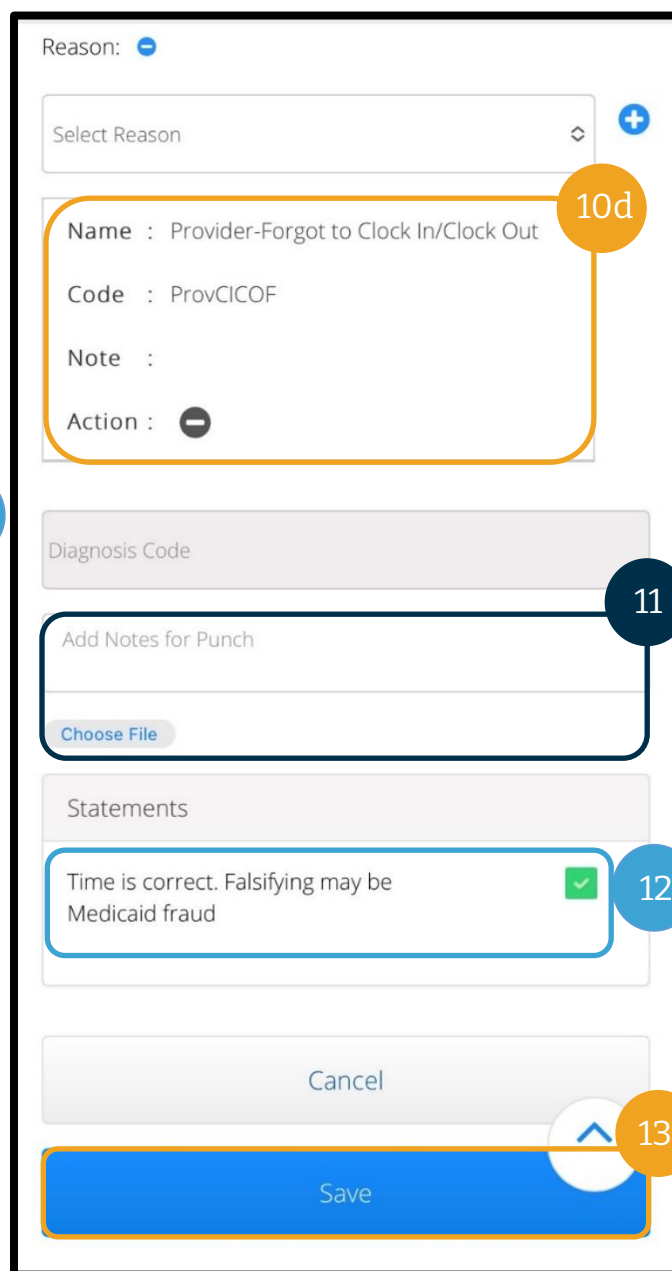 Reason:
Select Reason
10d
Name : Provider-Forgot to Clock In/Clock Out
Code : ProvCICOF
Note :
Action :
Diagnosis Code
11
Add Notes for Punch
Choose File
Statements
Time is correct. Falsifying may be
Medicaid fraud
12
Cancel
13
Save